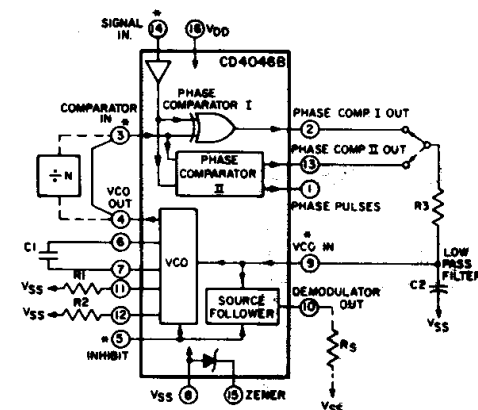 *
SIGNAL 14
IN.
16 VDD
CD4046B
PHASE
COMPARATOR I
COMPARATOR
IN
3 *
PHASE COMP. I OUT
2
PHASE COMP. II OUT
13
PHASE
COMPARATOR
II
1
PHASE PULSES
÷ N
VCO
OUT
4
R3
6
C1
VCO
*
VCO IN
9
LOW
PASS
FILTER
7
C2
VSS R1 11
SOURCE
FOLLOWER
DEMODULATOR
OUT
10
VSS R2 12
VSS
* 5
INHIBIT
RS
8
VSS
15 ZENER